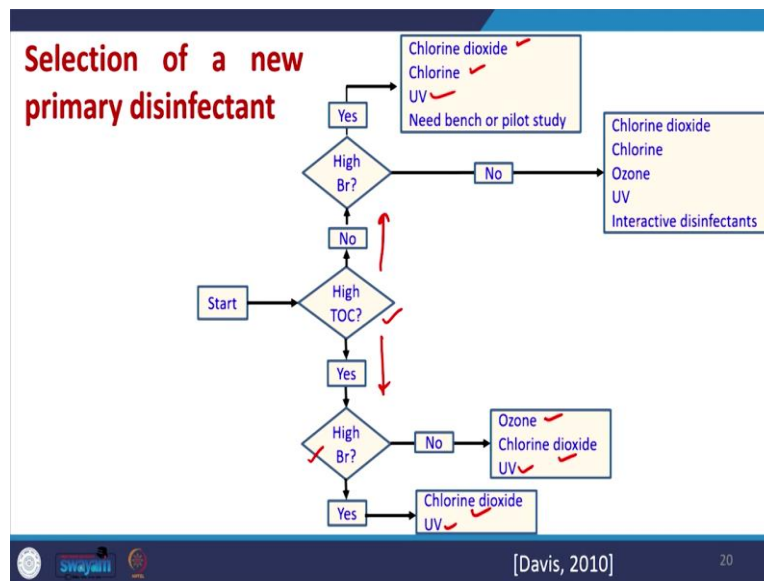 Selection of a new
primary disinfectant
Chlorine dioxide
Chlorine
UV
Need bench or pilot study
Yes
High
Br?
No
Chlorine dioxide
Chlorine
Ozone
UV
Interactive disinfectants
No
Start
High
TOC?
Yes
High
Br?
No
Ozone
Chlorine dioxide
UV
Yes
Chlorine dioxide
UV
swayam
[Davis, 2010]
20